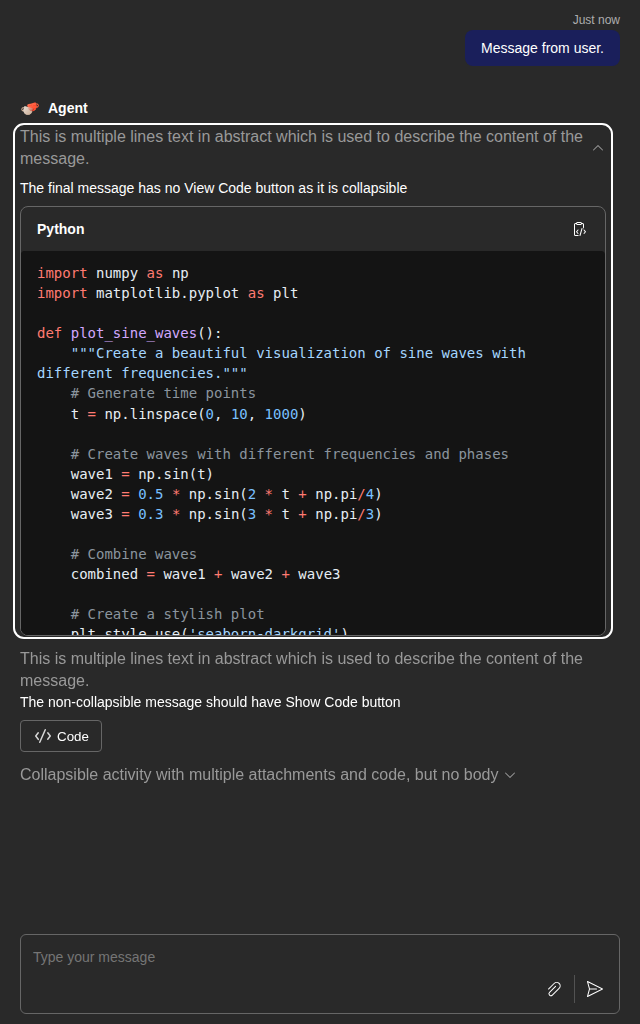 Just now
Message from user.
Agent
This is multiple lines text in abstract which is used to describe the content of the
message.
The final message has no View Code button as it is collapsible
Python
import numpy as np
import matplotlib.pyplot as plt
def plot_sine_waves():
"""Create a beautiful visualization of sine waves with
different frequencies."""
# Generate time points
t = np.linspace(0, 10, 1000)
# Create waves with different frequencies and phases
wave1 = np.sin(t)
wave2 = 0.5 * np.sin(2 * t + np.pi/4)
wave3 = 0.3 * np.sin(3 * t + np.pi/3)
# Combine waves
combined = wave1 + wave2 + wave3
# Create a stylish plot
plt.style.use('seaborn-darkgrid')
This is multiple lines text in abstract which is used to describe the content of the
message.
The non-collapsible message should have Show Code button
Code
Collapsible activity with multiple attachments and code, but no body
Type your message